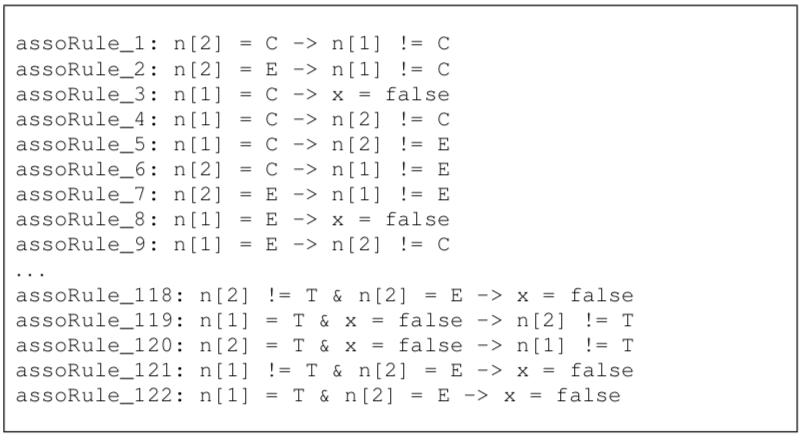 assoRule_1: n[2] = C -> n[1] != C
assoRule_2: n[2] = E -> n[1] != C
assoRule_3: n[1] = C -> x = false
assoRule_4: n[1] = C -> n[2] != C
assoRule_5: n[1] = C -> n[2] != E
assoRule_6: n[2] = C -> n[1] != E
assoRule_7: n[2] = E -> n[1] != E
assoRule_8: n[1] = E -> x = false
assoRule_9: n[1] = E -> n[2] != C
...
assoRule_118: n[2] != T & n[2] = E -> x = false
assoRule_119: n[1] = T & x = false -> n[2] != T
assoRule_120: n[2] = T & x = false -> n[1] != T
assoRule_121: n[1] != T & n[2] = E -> x = false
assoRule_122: n[1] = T & n[2] = E -> x = false